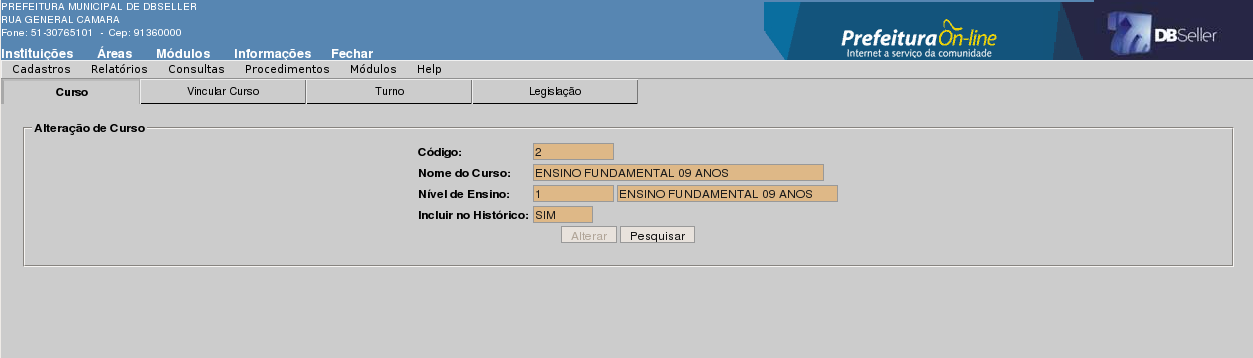 PREFEITURA MUNICIPAL DE DBSELLER
RUA GENERAL CAMARA
Fone: 51-30765101 - Cep: 91360000
PrefeituraOn-line
Internet a serviço da comunidade
DBSeller
Instituições Áreas Módulos Informações Fechar
Cadastros Relatórios Consultas Procedimentos Módulos Help
Curso Vincular Curso Turno Legislação
Alteração de Curso
Código: 2
Nome do Curso: ENSINO FUNDAMENTAL 09 ANOS
Nível de Ensino: 1 ENSINO FUNDAMENTAL 09 ANOS
Incluir no Histórico: SIM
Alterar Pesquisar